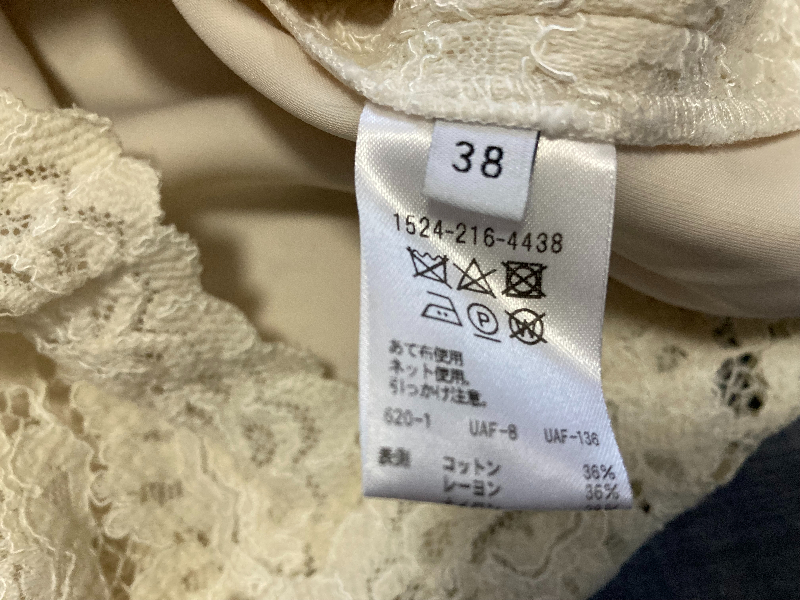 38
1524-216-4438
P
W
あて布使用
ネット使用。
引っかけ注意。
620-1 UAF-8 UAF-136
表側 コットン 36%
レーヨン 36%